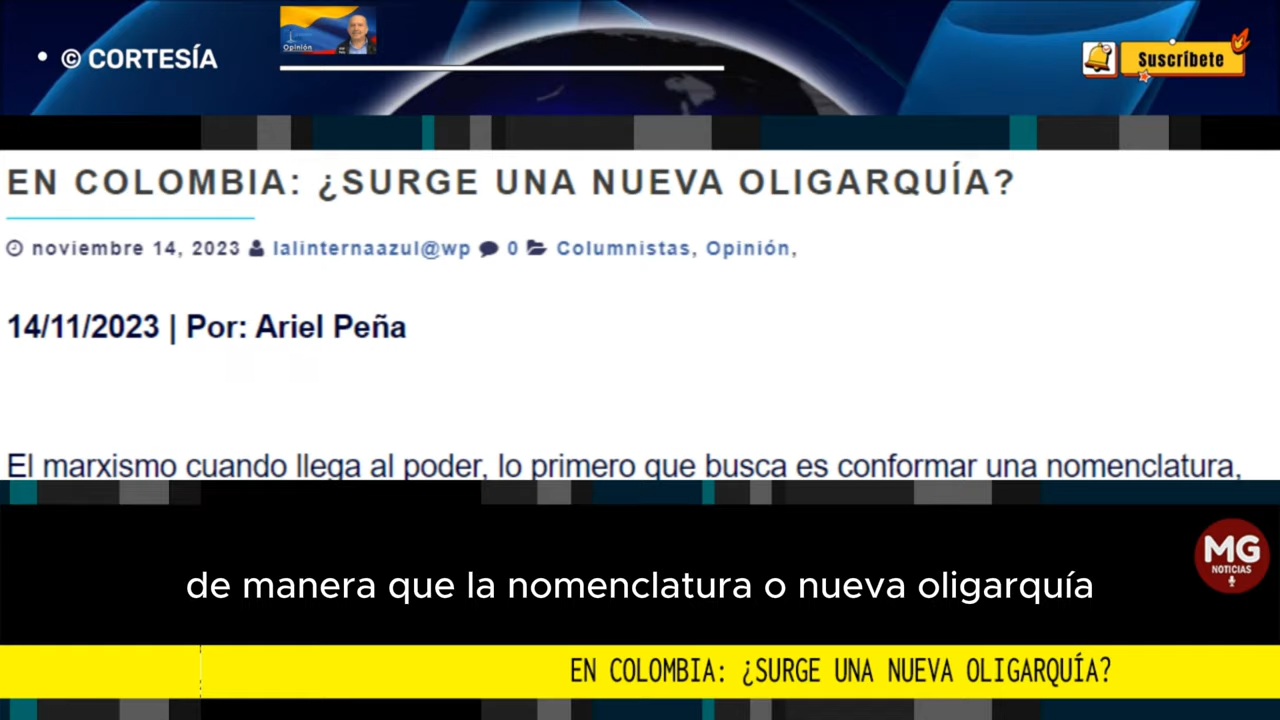 • © CORTESÍA
Opinión
Suscríbete
EN COLOMBIA: ¿SURGE UNA NUEVA OLIGARQUÍA?
noviembre 14, 2023 lalinternaazul@wp 0 Columnistas, Opinión,
14/11/2023 | Por: Ariel Peña
El marxismo cuando llega al poder, lo primero que busca es conformar una nomenclatura,
MG
NOTICIAS
de manera que la nomenclatura o nueva oligarquía
EN COLOMBIA: ¿SURGE UNA NUEVA OLIGARQUÍA?